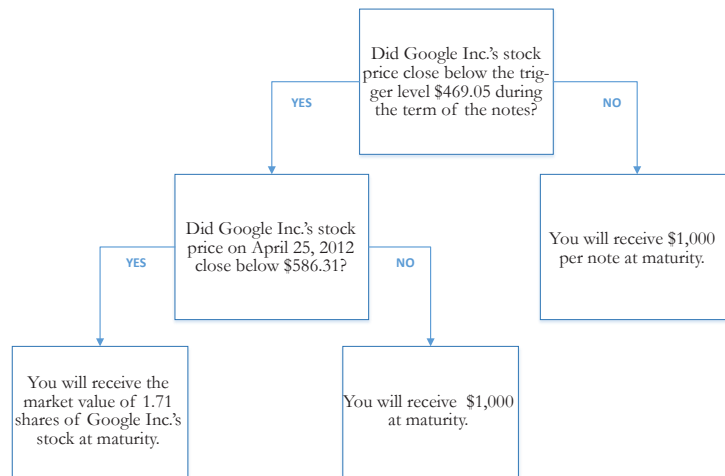 Did Google Inc.'s stock
price close below the trig-
ger level $469.05 during
the term of the notes?
YES
NO
Did Google Inc.'s stock
price on April 25, 2012
close below $586.31?
You will receive $1,000
per note at maturity.
YES
NO
You will receive the
market value of 1.71
shares of Google Inc.'s
stock at maturity.
You will receive $1,000
at maturity.